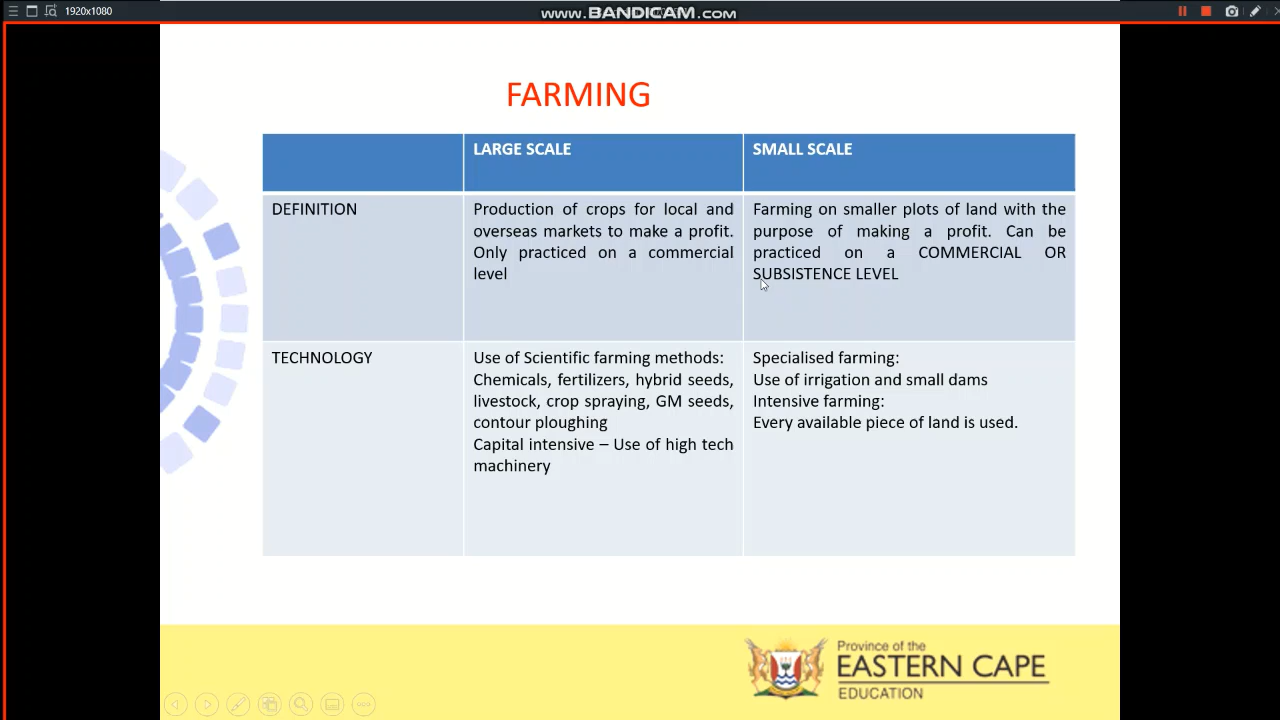 1920x1080
www.BANDICAM.com
FARMING
LARGE SCALE
SMALL SCALE
DEFINITION
Production of crops for local and
overseas markets to make a profit.
Only practiced on a commercial
level
Farming on smaller plots of land with the
purpose of making a profit. Can be
practiced on a COMMERCIAL OR
SUBSISTENCE LEVEL
TECHNOLOGY
Use of Scientific farming methods:
Chemicals, fertilizers, hybrid seeds,
livestock, crop spraying, GM seeds,
contour ploughing
Capital intensive – Use of high tech
machinery
Specialised farming:
Use of irrigation and small dams
Intensive farming:
Every available piece of land is used.
Province of the
EASTERN CAPE
EDUCATION